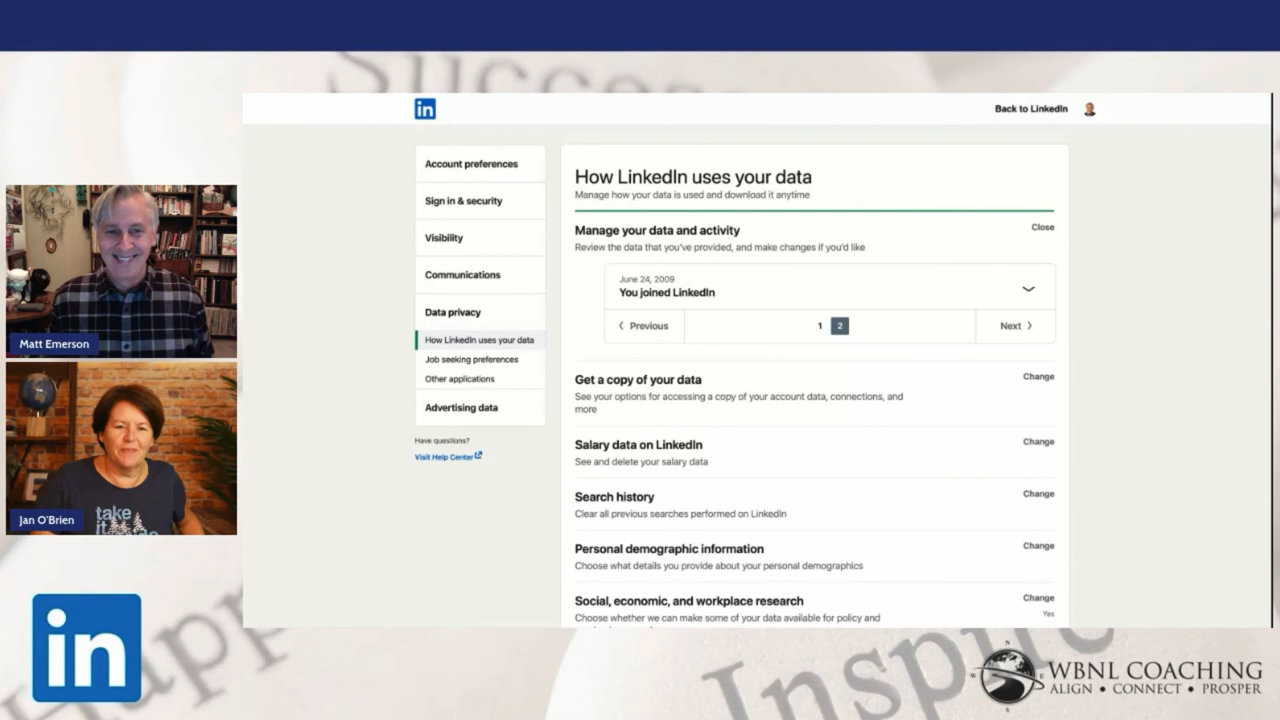 Success
in
Back to LinkedIn
Account preferences
Sign in & security
Visibility
Communications
Data privacy
How LinkedIn uses your data
Job seeking preferences
Other applications
Advertising data
Have questions?
Visit Help Center
How LinkedIn uses your data
Manage how your data is used and download it anytime
Manage your data and activity
Close
Review the data that you've provided, and make changes if you'd like
June 24, 2009
You joined LinkedIn
Previous
1 2
Next
Get a copy of your data
Change
See your options for accessing a copy of your account data, connections, and
more
Salary data on LinkedIn
Change
See and delete your salary data
Search history
Change
Clear all previous searches performed on LinkedIn
Personal demographic information
Change
Choose what details you provide about your personal demographics
Social, economic, and workplace research
Change
Yes
Choose whether we can make some of your data available for policy and
Matt Emerson
Jan O'Brien
take
it
in
Happ
Inspire
N
W
E
S
WBNL COACHING
ALIGN • CONNECT • PROSPER